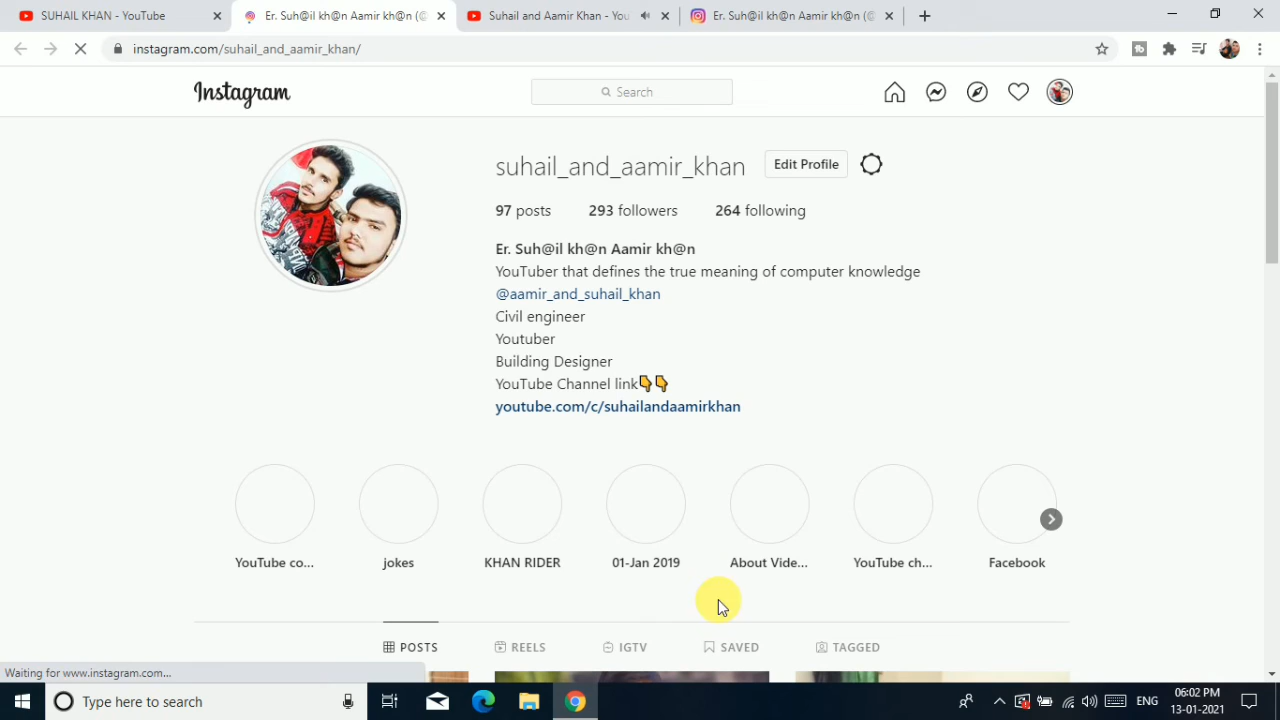 SUHAIL KHAN - YouTube
Er. Suh@il kh@n Aamir kh@n (@
Suhail and Aamir Khan - You
Er. Suh@il kh@n Aamir kh@n (@
instagram.com/suhail_and_aamir_khan/
Instagram
Search
suhail_and_aamir_khan
Edit Profile
97 posts 293 followers 264 following
Er. Suh@il kh@n Aamir kh@n
YouTuber that defines the true meaning of computer knowledge
@aamir_and_suhail_khan
Civil engineer
Youtuber
Building Designer
YouTube Channel link👇👇
youtube.com/c/suhailandaamirkhan
YouTube co... jokes KHAN RIDER 01-Jan 2019 About Vide... YouTube ch... Facebook
POSTS REELS IGTV SAVED TAGGED
Waiting for www.instagram.com...
Type here to search
ENG
06:02 PM
13-01-2021